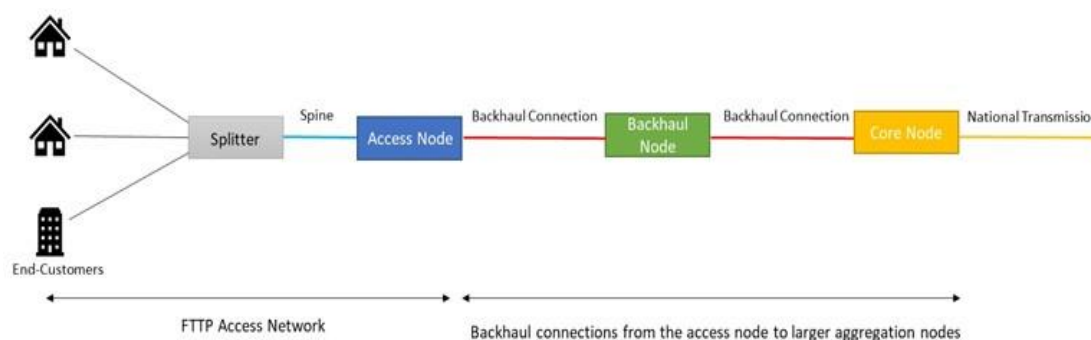 Spine
Backhaul Connection
Backhaul Connection
National Transmissio
Splitter
Access Node
Backhaul
Node
Core Node
End-Customers
FTTP Access Network
Backhaul connections from the access node to larger aggregation nodes